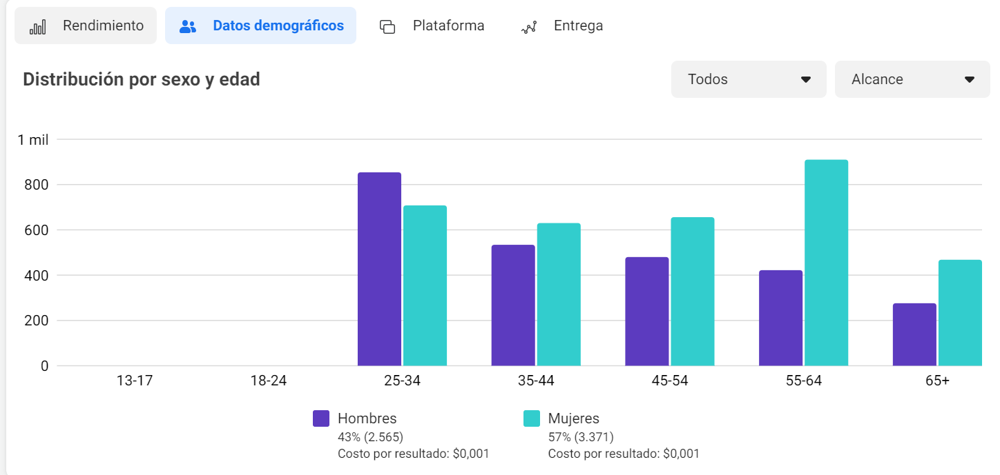 Rendimiento Datos demográficos Plataforma Entrega
Distribución por sexo y edad Todos Alcance
1 mil
800
600
400
200
0
13-17 18-24 25-34 35-44 45-54 55-64 65+
Hombres Mujeres
43% (2.565) 57% (3.371)
Costo por resultado: $0,001 Costo por resultado: $0,001